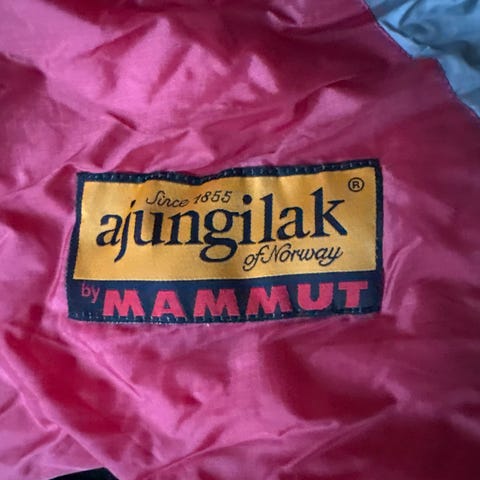 Since 1855
ajungilak®
of Norway
by MAMMUT